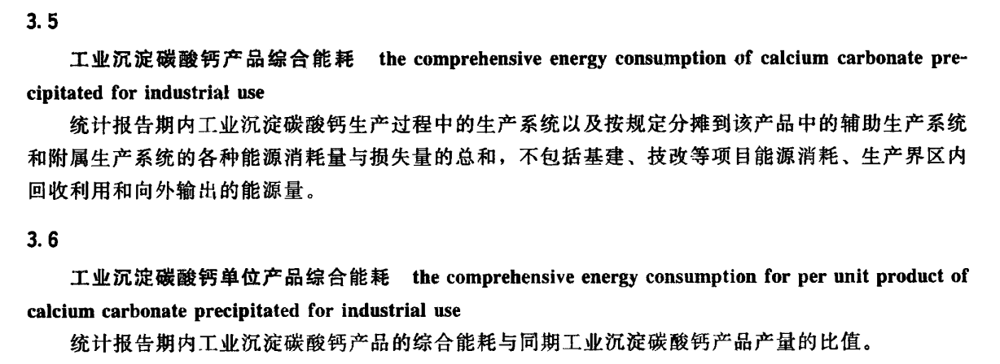 3.5
工业沉淀碳酸钙产品综合能耗 the comprehensive energy consumption of calcium carbonate pre-
cipitated for industrial use
统计报告期内工业沉淀碳酸钙生产过程中的生产系统以及按规定分摊到该产品中的辅助生产系统
和附属生产系统的各种能源消耗量与损失量的总和，不包括基建、技改等项目能源消耗、生产界区内
回收利用和向外输出的能源量。
3.6
工业沉淀碳酸钙单位产品综合能耗 the comprehensive energy consumption for per unit product of
calcium carbonate precipitated for industrial use
统计报告期内工业沉淀碳酸钙产品的综合能耗与同期工业沉淀碳酸钙产品产量的比值。